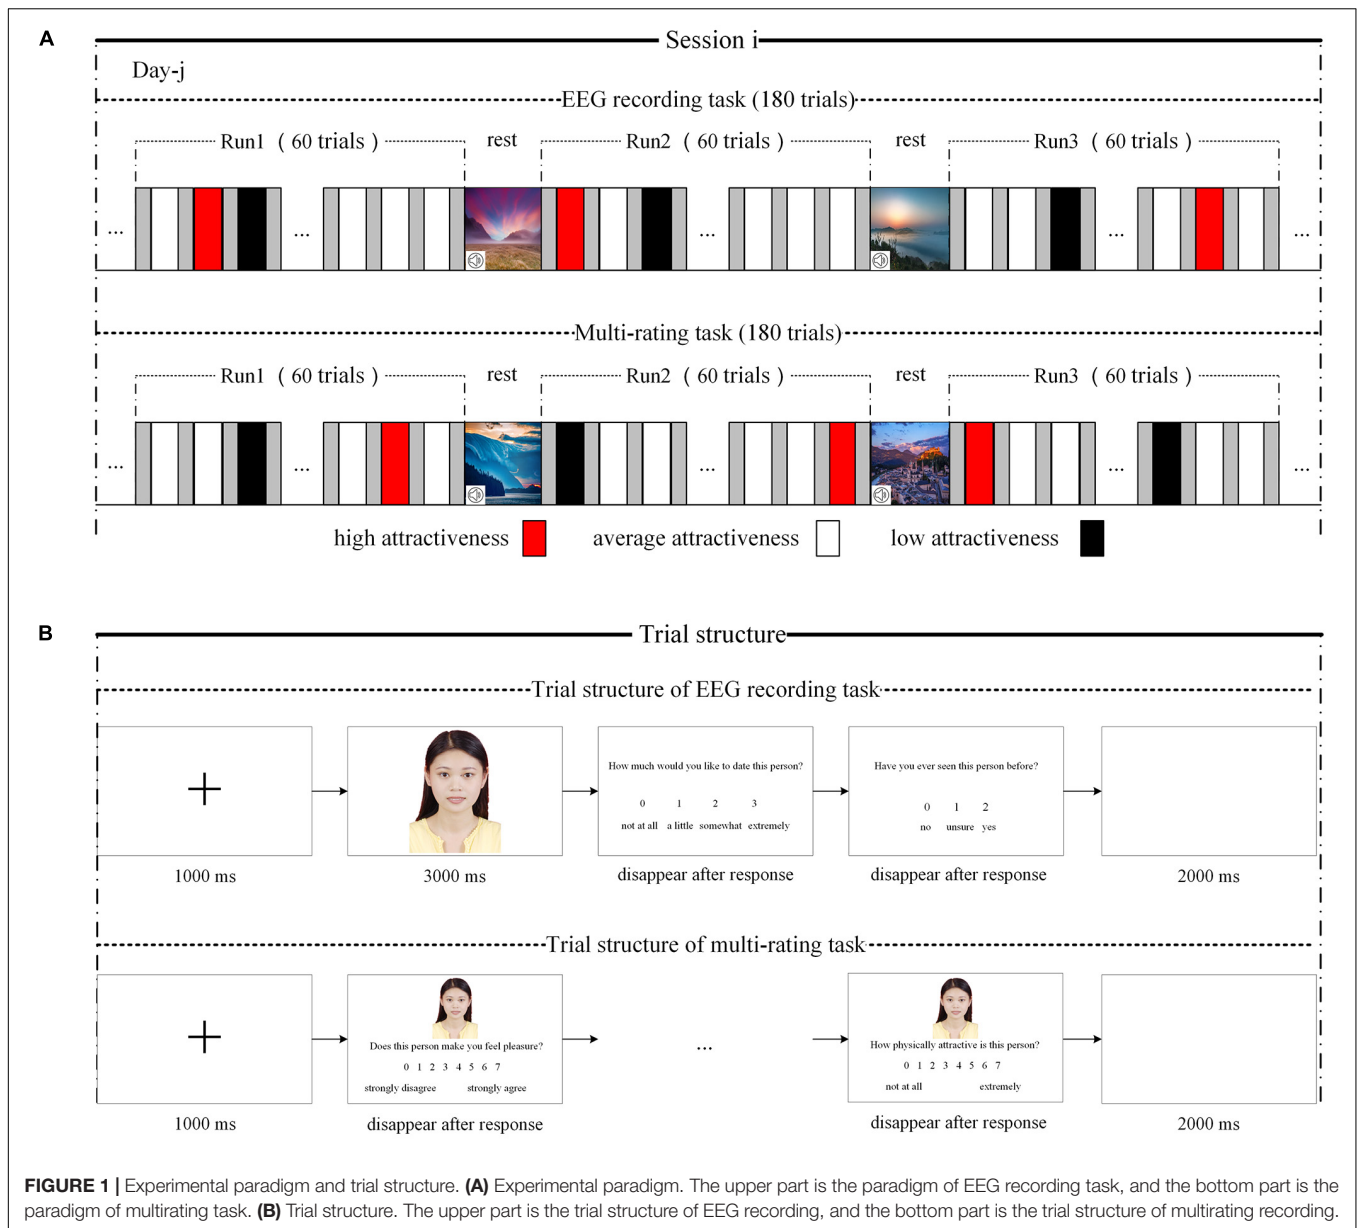 A
Session i
Day-j
EEG recording task (180 trials)
Run1 ( 60 trials ) rest Run2 ( 60 trials ) rest Run3 ( 60 trials )
... ... ... ... ...
Multi-rating task (180 trials)
Run1 ( 60 trials ) rest Run2 ( 60 trials ) rest Run3 ( 60 trials )
... ... ... ... ...
high attractiveness average attractiveness low attractiveness
B
Trial structure
Trial structure of EEG recording task
How much would you like to date this person?
0 1 2 3
not at all a little somewhat extremely
Have you ever seen this person before?
0 1 2
no unsure yes
1000 ms 3000 ms disappear after response disappear after response 2000 ms
Trial structure of multi-rating task
Does this person make you feel pleasure?
0 1 2 3 4 5 6 7
strongly disagree strongly agree
...
How physically attractive is this person?
0 1 2 3 4 5 6 7
not at all extremely
1000 ms disappear after response disappear after response 2000 ms
FIGURE 1 | Experimental paradigm and trial structure. (A) Experimental paradigm. The upper part is the paradigm of EEG recording task, and the bottom part is the
paradigm of multirating task. (B) Trial structure. The upper part is the trial structure of EEG recording, and the bottom part is the trial structure of multirating recording.